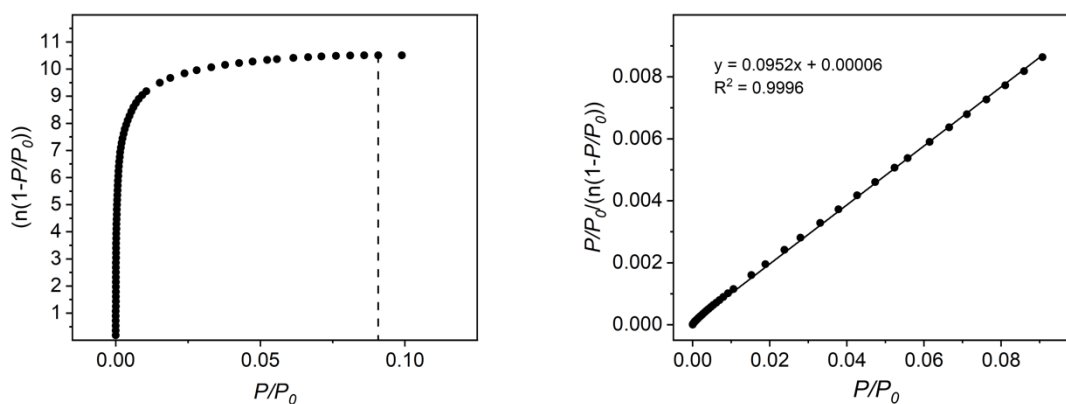 (n(1-P/P0))
11
10
9
8
7
6
5
4
3
2
1
0.00 0.05 0.10
P/P0
P/P0/(n(1-P/P0))
y = 0.0952x + 0.00006
R² = 0.9996
0.008
0.006
0.004
0.002
0.000
0.00 0.02 0.04 0.06 0.08
P/P0